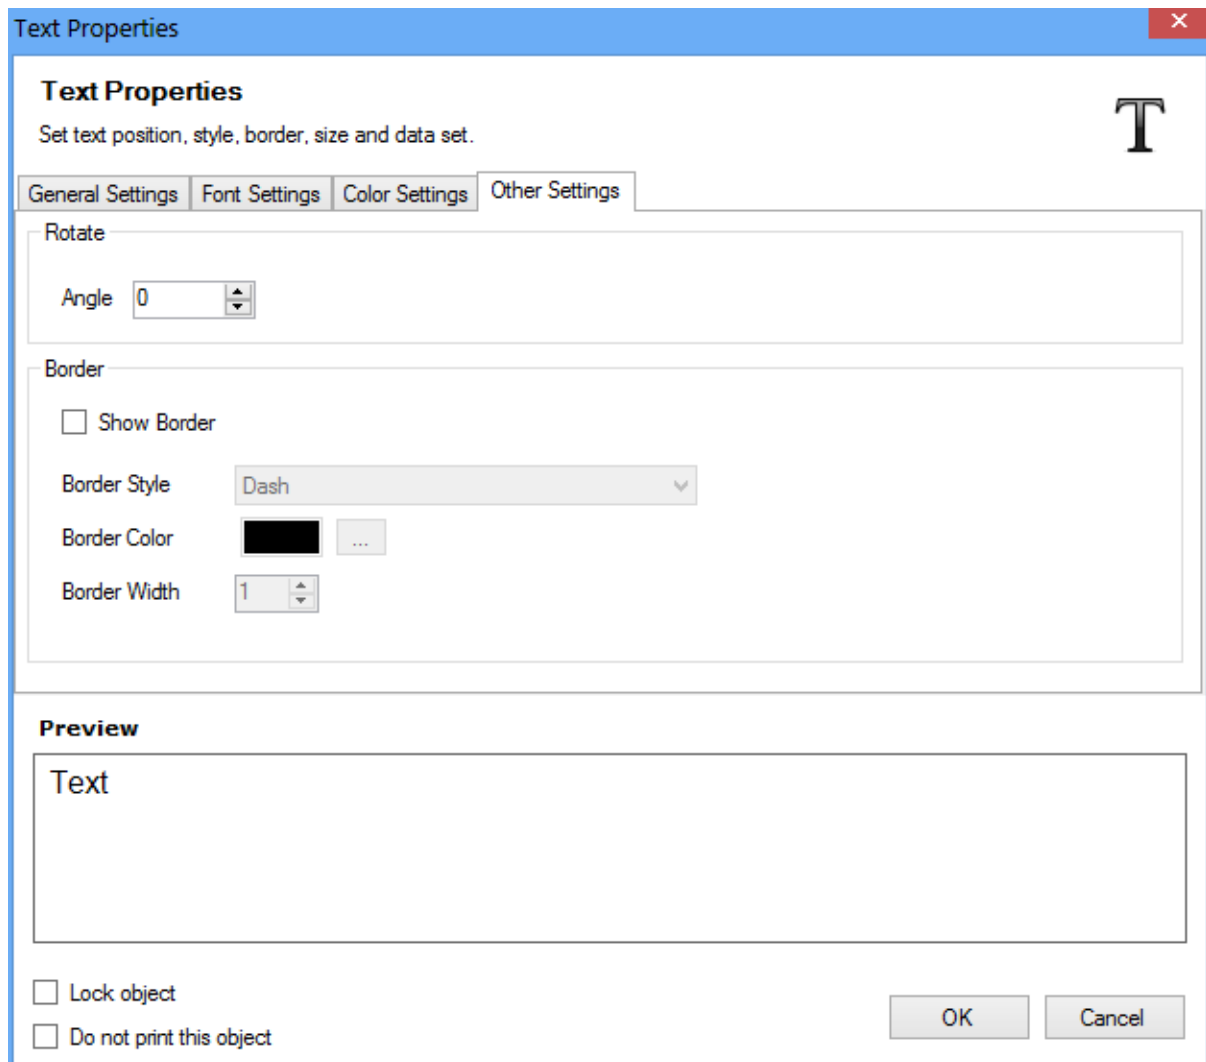 Text Properties
Text Properties
Set text position, style, border, size and data set.
T
General Settings Font Settings Color Settings Other Settings
Rotate
Angle 0
Border
Show Border
Border Style Dash
Border Color ...
Border Width 1
Preview
Text
Lock object
Do not print this object
OK Cancel